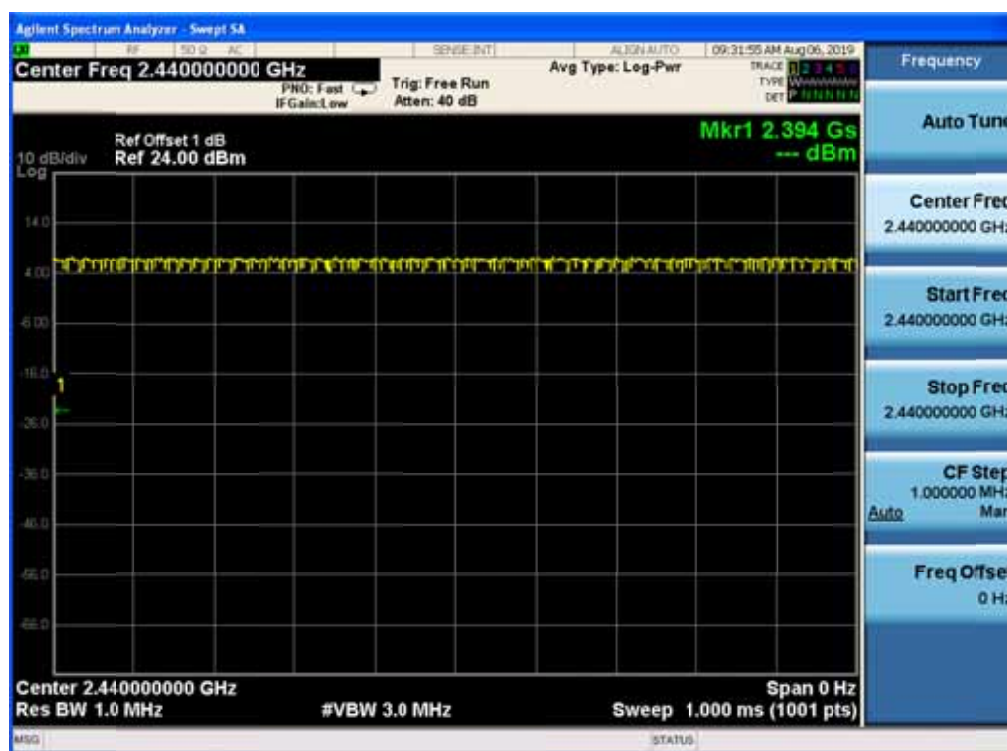 Agilent Spectrum Analyzer - Swept SA
RF 50 Ω AC SENSE:INT ALIGN AUTO 09:31:55 AM Aug 06, 2019
Center Freq 2.440000000 GHz
PNO: Fast
IFGain:Low
Trig: Free Run
Atten: 40 dB
Avg Type: Log-Pwr
TRACE 1 2 3 4 5 6
TYPE
DET P N N N N N
Ref Offset 1 dB
10 dB/div Ref 24.00 dBm
Log
Mkr1 2.394 Gs
--- dBm
14.0
4.00
-6.00
-16.0
1
-26.0
-36.0
-46.0
-56.0
-66.0
Center 2.440000000 GHz Span 0 Hz
Res BW 1.0 MHz #VBW 3.0 MHz Sweep 1.000 ms (1001 pts)
MSG STATUS
Frequency
Auto Tune
Center Freq
2.440000000 GHz
Start Freq
2.440000000 GHz
Stop Freq
2.440000000 GHz
CF Step
1.000000 MHz
Auto Man
Freq Offset
0 Hz